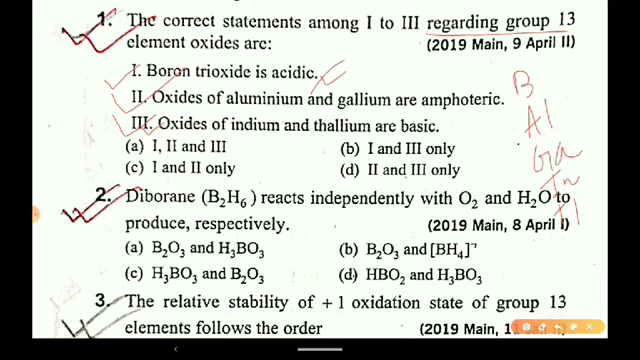 1. The correct statements among I to III regarding group 13
element oxides are: (2019 Main, 9 April II)
I. Boron trioxide is acidic.
II. Oxides of aluminium and gallium are amphoteric.
III. Oxides of indium and thallium are basic.
(a) I, II and III (b) I and III only
(c) I and II only (d) II and III only
B
Al
Ga
In
Tl
2. Diborane (B₂H₆) reacts independently with O₂ and H₂O to
produce, respectively. (2019 Main, 8 April I)
(a) B₂O₃ and H₃BO₃ (b) B₂O₃ and [BH₄]⁻
(c) H₃BO₃ and B₂O₃ (d) HBO₂ and H₃BO₃
3. The relative stability of +1 oxidation state of group 13
elements follows the order (2019 Main,